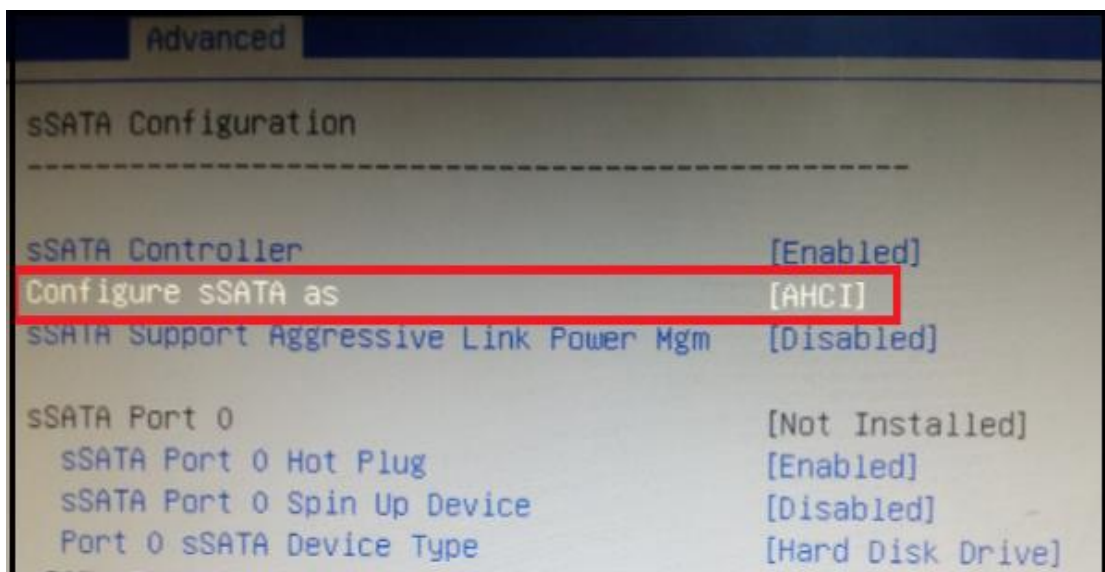 Advanced
sSATA Configuration
----------------------------------------------------
sSATA Controller [Enabled]
Configure sSATA as [AHCI]
sSATA Support Aggressive Link Power Mgm [Disabled]
sSATA Port 0 [Not Installed]
sSATA Port 0 Hot Plug [Enabled]
sSATA Port 0 Spin Up Device [Disabled]
Port 0 sSATA Device Type [Hard Disk Drive]